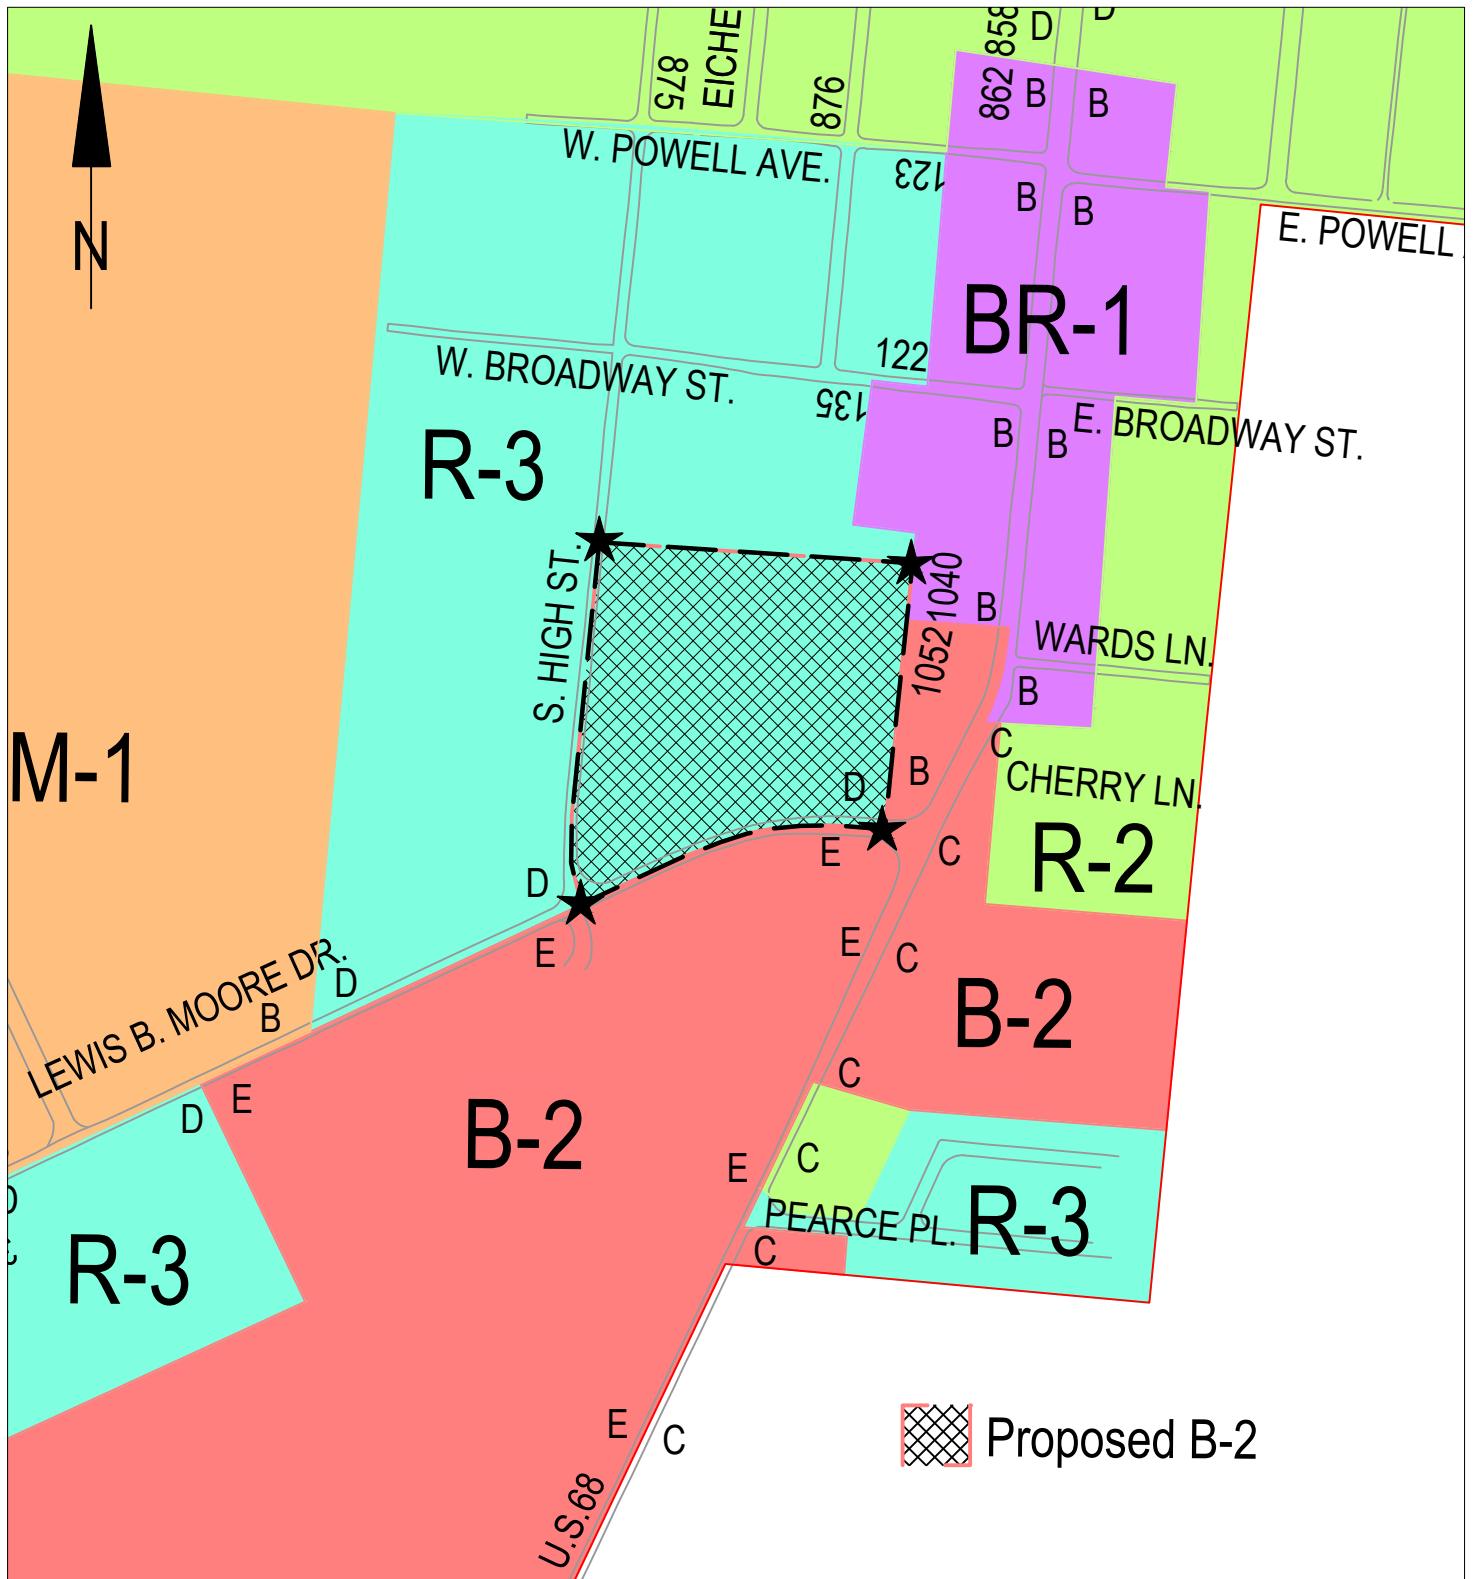 EICHE
875
876
858
D
862
B
B
W. POWELL AVE.
123
B
B
E. POWELL
N
BR-1
122
W. BROADWAY ST.
135
B
B
E. BROADWAY ST.
R-3
S. HIGH ST.
1040
B
1052
WARDS LN.
B
M-1
C
B
D
CHERRY LN.
R-2
E
C
D
E
E
C
LEWIS B. MOORE DR.
D
B
B-2
C
D
E
B-2
E
C
R-3
PEARCE PL.
C
R-3
E
C
Proposed B-2
U.S.68